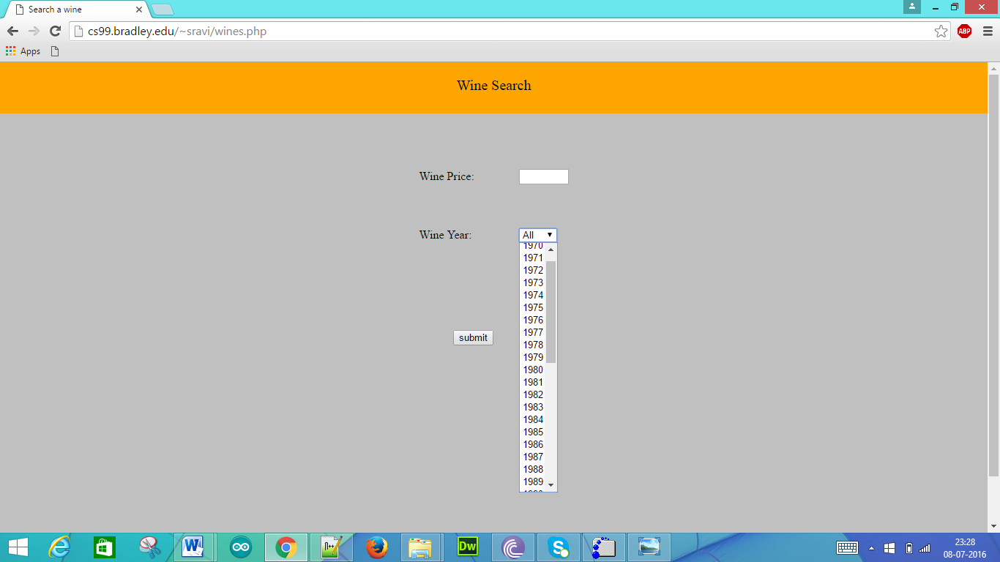 Search a wine
cs99.bradley.edu/~sravi/wines.php
ABP
Apps
Wine Search
Wine Price:
Wine Year:
All
1970
1971
1972
1973
1974
1975
1976
1977
1978
submit
1979
1980
1981
1982
1983
1984
1985
1986
1987
1988
1989
Dw
23:28
08-07-2016